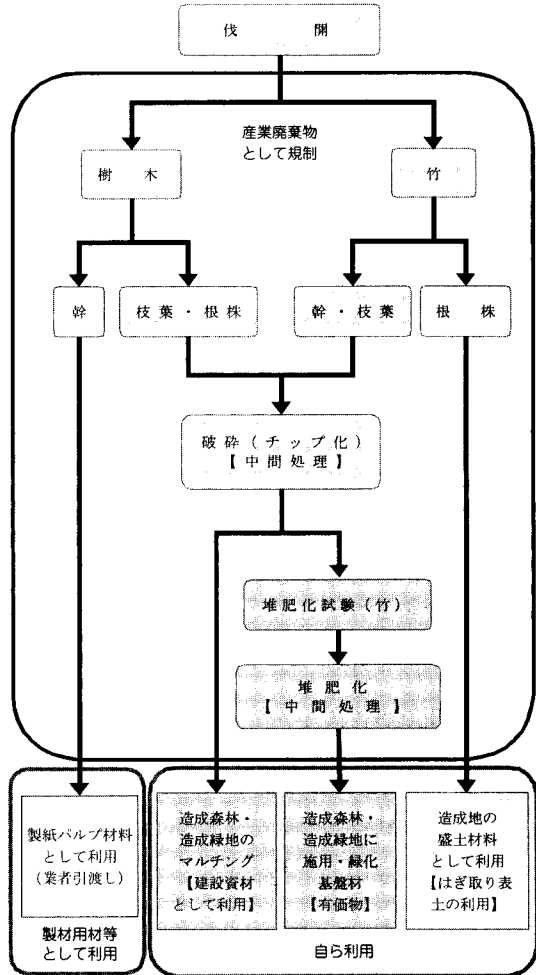 伐開
産業廃棄物
として規制
樹木
竹
幹
枝葉・根株
幹・枝葉
根株
破砕(チップ化)
【中間処理】
堆肥化試験(竹)
堆肥化
【中間処理】
製紙パルプ材料
として利用
(業者引渡し)
造成森林・
造成緑地の
マルチング
【建設資材
として利用】
造成森林・
造成緑地に
施用・緑化
基盤材
【有価物】
造成地の
盛土材料
として利用
【はぎ取り表
土の利用】
製材用材等
として利用
自ら利用